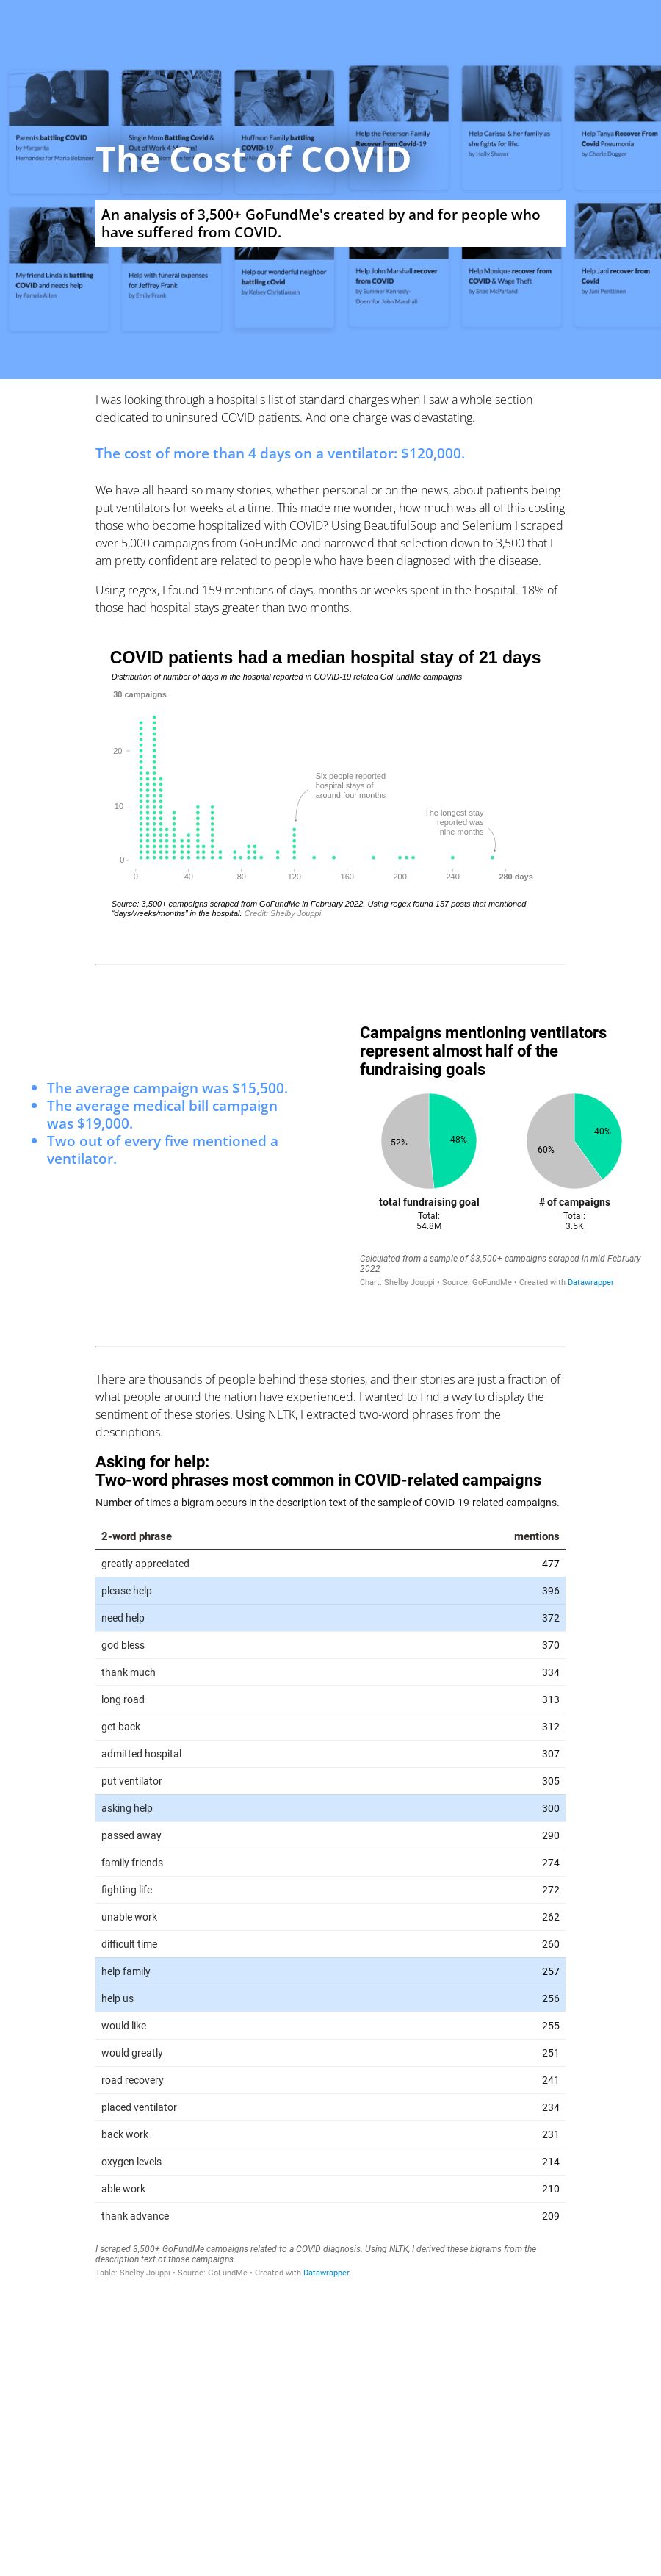 Parents battling COVID
by Margarita
Hernandez for Maria Belaneer
Single Mom Battling Covid &
Out of Work 4 Months!
Huffmon Family battling
COVID-19
Help the Peterson Family
Recover from Covid-19
Help Carissa & her family as
she fights for life.
by Holly Shaver
Help Tanya Recover From
Covid Pneumonia
by Cherie Dugger
The Cost of COVID
An analysis of 3,500+ GoFundMe's created by and for people who
have suffered from COVID.
My friend Linda is battling
COVID and needs help
by Pamela Allen
Help with funeral expenses
for Jeffrey Frank
by Emily Frank
Help our wonderful neighbor
battling cOvid
by Kelsey Christiansen
Help John Marshall recover
from COVID
by Summer Kennedy-
Doerr for John Marshall
Help Monique recover from
COVID & Wage Theft
by Shae McParland
Help Jani recover from
Covid
by Jani Penttinen
I was looking through a hospital's list of standard charges when I saw a whole section
dedicated to uninsured COVID patients. And one charge was devastating.
The cost of more than 4 days on a ventilator: $120,000.
We have all heard so many stories, whether personal or on the news, about patients being
put ventilators for weeks at a time. This made me wonder, how much was all of this costing
those who become hospitalized with COVID? Using BeautifulSoup and Selenium I scraped
over 5,000 campaigns from GoFundMe and narrowed that selection down to 3,500 that I
am pretty confident are related to people who have been diagnosed with the disease.
Using regex, I found 159 mentions of days, months or weeks spent in the hospital. 18% of
those had hospital stays greater than two months.
COVID patients had a median hospital stay of 21 days
Distribution of number of days in the hospital reported in COVID-19 related GoFundMe campaigns
30 campaigns
20
Six people reported
hospital stays of
around four months
10
The longest stay
reported was
nine months
0
0 40 80 120 160 200 240 280 days
Source: 3,500+ campaigns scraped from GoFundMe in February 2022. Using regex found 157 posts that mentioned
"days/weeks/months" in the hospital. Credit: Shelby Jouppi
• The average campaign was $15,500.
• The average medical bill campaign
was $19,000.
• Two out of every five mentioned a
ventilator.
Campaigns mentioning ventilators
represent almost half of the
fundraising goals
52% 48%
total fundraising goal
Total:
54.8M
60% 40%
# of campaigns
Total:
3.5K
Calculated from a sample of $3,500+ campaigns scraped in mid February
2022
Chart: Shelby Jouppi • Source: GoFundMe • Created with Datawrapper
There are thousands of people behind these stories, and their stories are just a fraction of
what people around the nation have experienced. I wanted to find a way to display the
sentiment of these stories. Using NLTK, I extracted two-word phrases from the
descriptions.
Asking for help:
Two-word phrases most common in COVID-related campaigns
Number of times a bigram occurs in the description text of the sample of COVID-19-related campaigns.
2-word phrase mentions
greatly appreciated 477
please help 396
need help 372
god bless 370
thank much 334
long road 313
get back 312
admitted hospital 307
put ventilator 305
asking help 300
passed away 290
family friends 274
fighting life 272
unable work 262
difficult time 260
help family 257
help us 256
would like 255
would greatly 251
road recovery 241
placed ventilator 234
back work 231
oxygen levels 214
able work 210
thank advance 209
I scraped 3,500+ GoFundMe campaigns related to a COVID diagnosis. Using NLTK, I derived these bigrams from the
description text of those campaigns.
Table: Shelby Jouppi • Source: GoFundMe • Created with Datawrapper